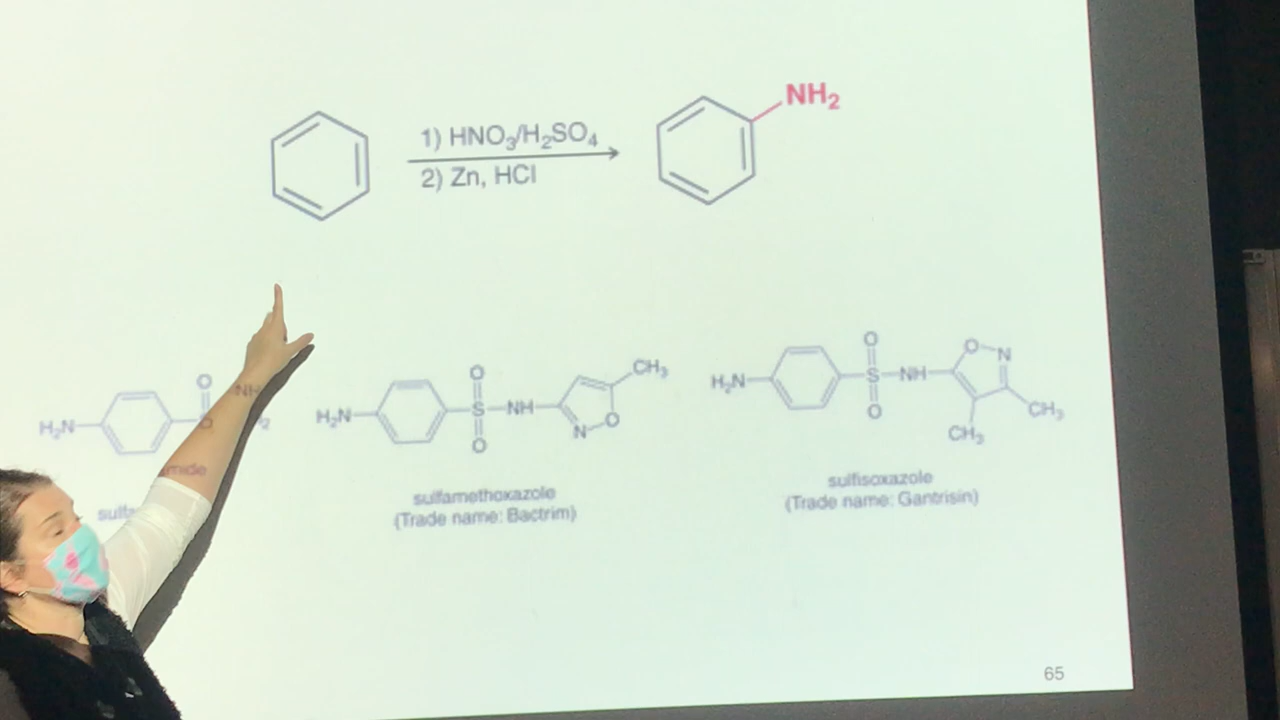 NH₂
1) HNO₃/H₂SO₄
2) Zn, HCl
O
H₂N
O
S
NH
O
CH₃
N
O
H₂N
O
S
NH
O
O
N
CH₃
CH₃
H₂N
sulfamethoxazole
(Trade name: Bactrim)
sulfisoxazole
(Trade name: Gantrisin)
65